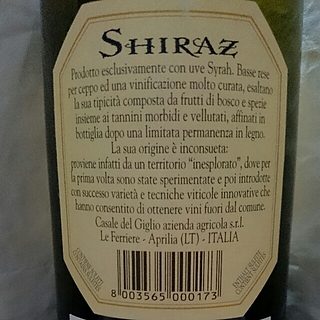 SHIRAZ
Prodotto esclusivamente con uve Syrah. Basse rese
per ceppo ed una vinificazione molto curata, esaltano
la sua tipicità composta da frutti di bosco e spezie
insieme ai tannini morbidi e vellutati, affinati in
bottiglia dopo una limitata permanenza in legno.
La sua origine è inconsueta:
proviene infatti da un territorio "inesplorato", dove per
la prima volta sono state sperimentate e poi introdotte
con successo varietà e tecniche viticole innovative che
hanno consentito di ottenere vini fuori dal comune.
Casale del Giglio azienda agricola s.r.l.
Le Ferriere - Aprilia (LT) - ITALIA
8 003565 000173